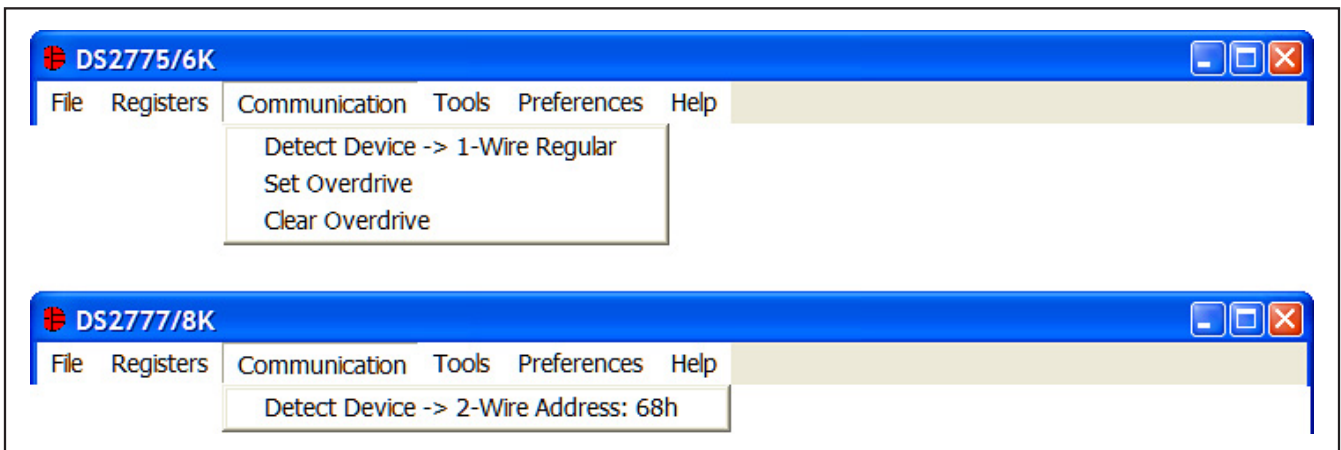 DS2775/6K
File Registers Communication Tools Preferences Help
Detect Device -> 1-Wire Regular
Set Overdrive
Clear Overdrive
DS2777/8K
File Registers Communication Tools Preferences Help
Detect Device -> 2-Wire Address: 68h